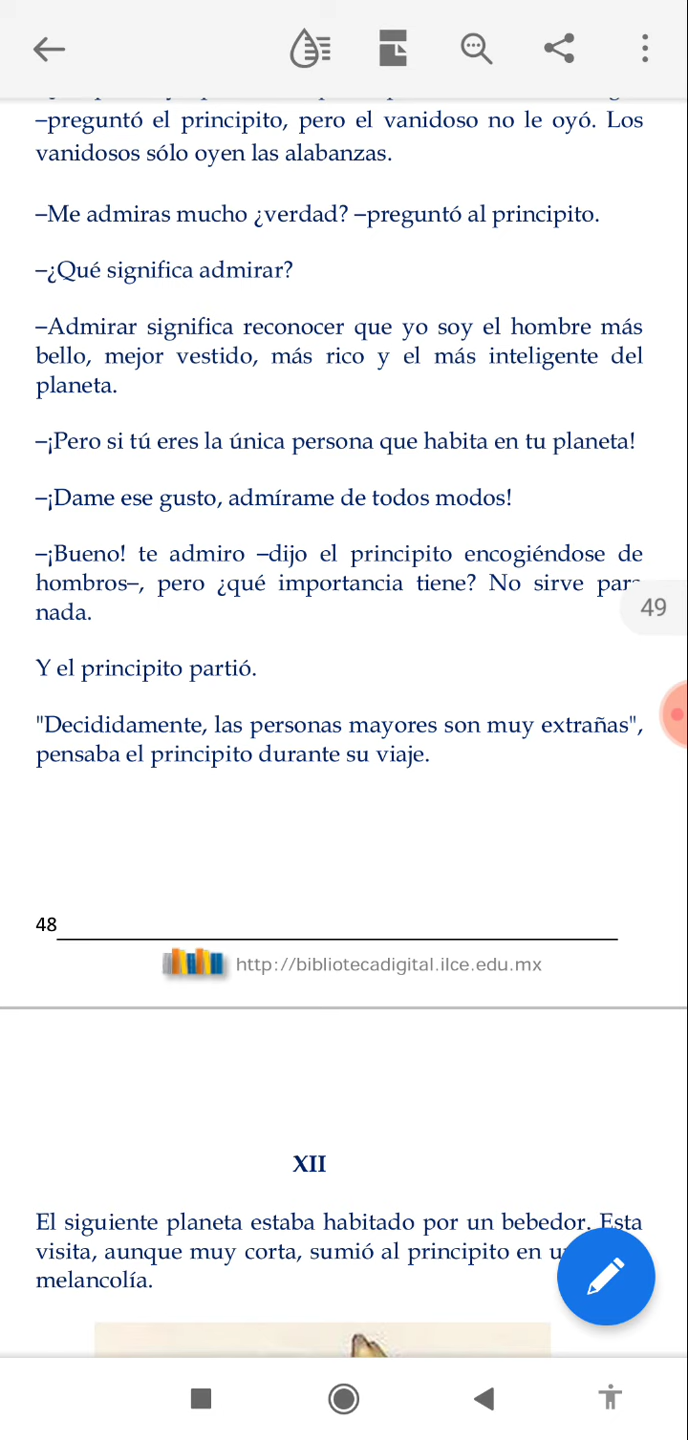 –preguntó el principito, pero el vanidoso no le oyó. Los
vanidosos sólo oyen las alabanzas.
–Me admiras mucho ¿verdad? –preguntó al principito.
–¿Qué significa admirar?
–Admirar significa reconocer que yo soy el hombre más
bello, mejor vestido, más rico y el más inteligente del
planeta.
–¡Pero si tú eres la única persona que habita en tu planeta!
–¡Dame ese gusto, admírame de todos modos!
–¡Bueno! te admiro –dijo el principito encogiéndose de
hombros–, pero ¿qué importancia tiene? No sirve para
nada.
49
Y el principito partió.
"Decididamente, las personas mayores son muy extrañas",
pensaba el principito durante su viaje.
48
http://bibliotecadigital.ilce.edu.mx
XII
El siguiente planeta estaba habitado por un bebedor. Esta
visita, aunque muy corta, sumió al principito en
melancolía.